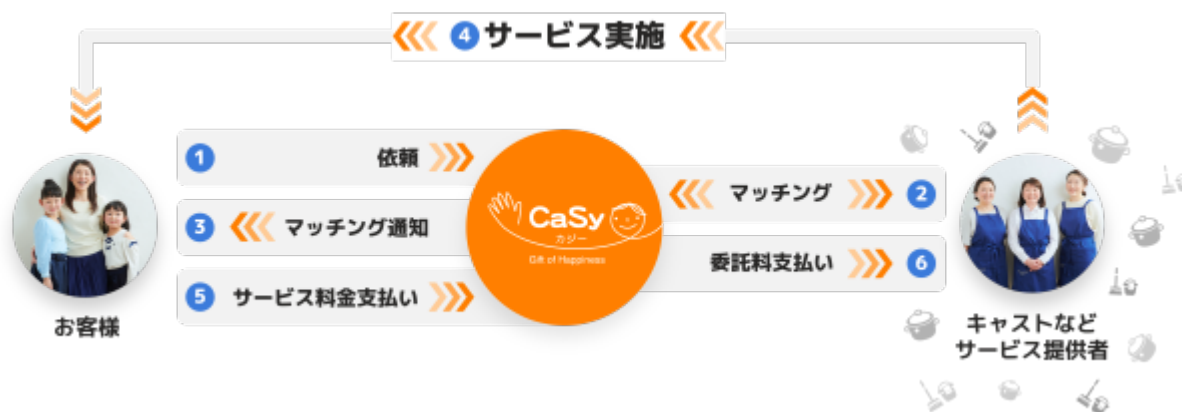 4 サービス実施
1 依頼
マッチング 2
3 マッチング通知
委託料支払い 6
5 サービス料金支払い
CaSy
カジー
Gift of Happiness
お客様
キャストなど
サービス提供者